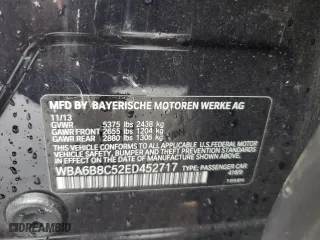 MFD BY BAYERISCHE MOTOREN WERKE AG
11/13
GVWR 5375 lbs 2438 kg
GAWR FRONT 2655 lbs 1204 kg
GAWR REAR 2880 lbs 1306 kg
THIS VEHICLE CONFORMS TO ALL APPLICABLE U.S. FEDERAL MOTOR
VEHICLE SAFETY, BUMPER, AND THEFT PREVENTION STANDARDS IN
EFFECT ON THE DATE OF MANUFACTURE SHOWN ABOVE.
WBA6B8C52ED452717 TYPE: PASSENGER CAR